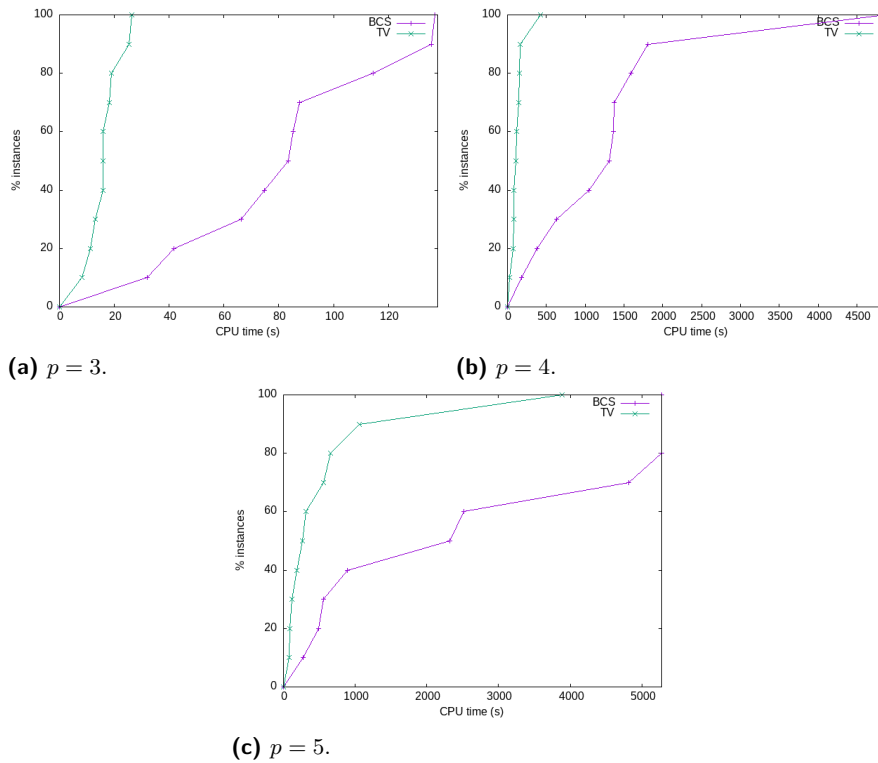 100
80
60
40
20
0
% instances
BCS
TV
0 20 40 60 80 100 120
CPU time (s)
(a) p = 3.
100
80
60
40
20
0
% instances
BCS
TV
0 500 1000 1500 2000 2500 3000 3500 4000 4500
CPU time (s)
(b) p = 4.
100
80
60
40
20
0
% instances
BCS
TV
0 1000 2000 3000 4000 5000
CPU time (s)
(c) p = 5.